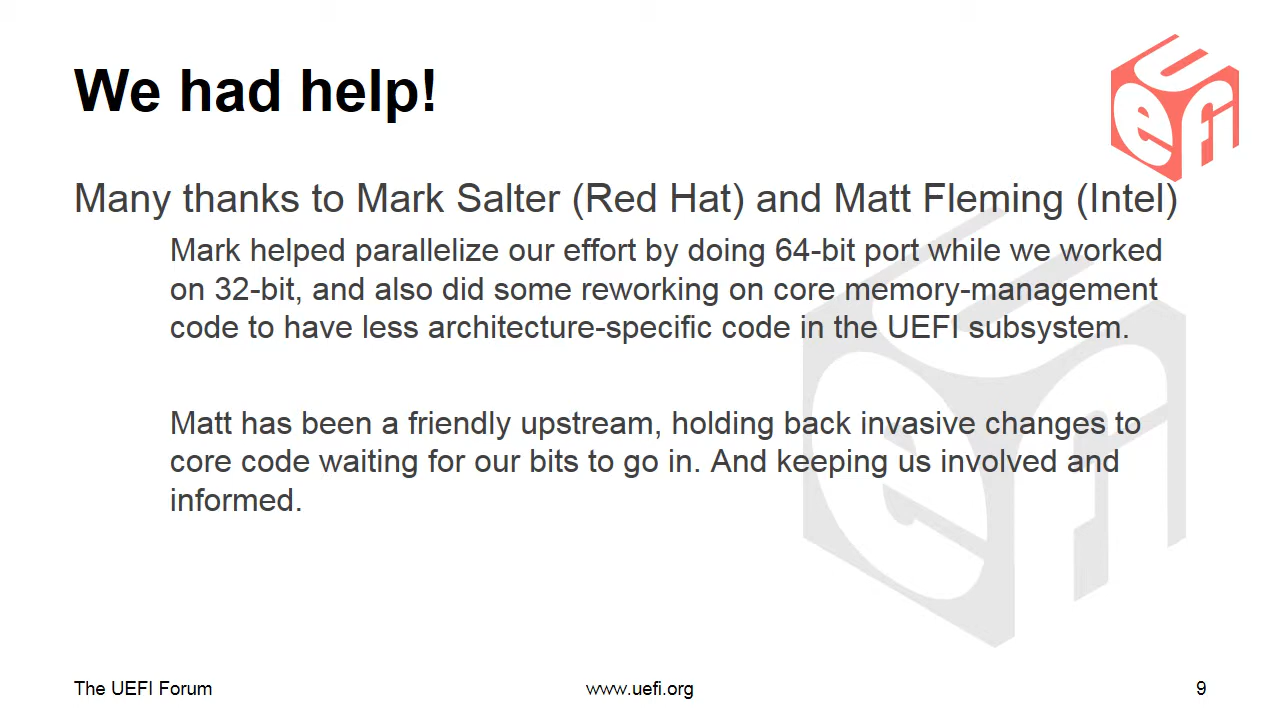 We had help!
UEFI
Many thanks to Mark Salter (Red Hat) and Matt Fleming (Intel)
Mark helped parallelize our effort by doing 64-bit port while we worked
on 32-bit, and also did some reworking on core memory-management
code to have less architecture-specific code in the UEFI subsystem.
Matt has been a friendly upstream, holding back invasive changes to
core code waiting for our bits to go in. And keeping us involved and
informed.
The UEFI Forum
www.uefi.org
9